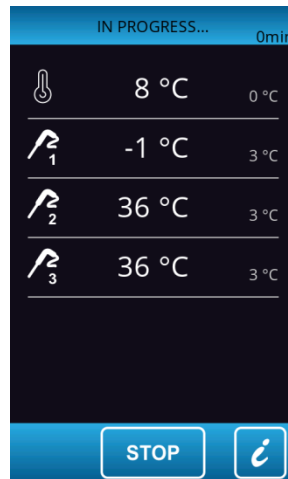 IN PROGRESS...
0min
8 °C 0 °C
1 -1 °C 3 °C
2 36 °C 3 °C
3 36 °C 3 °C
STOP i